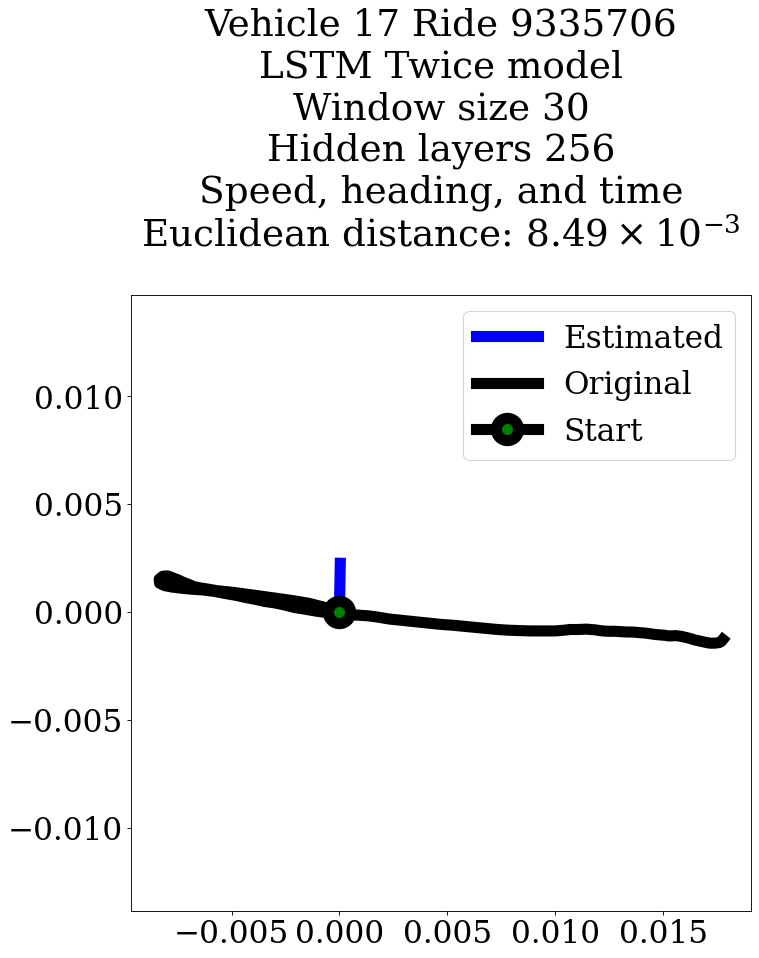 Vehicle 17 Ride 9335706
LSTM Twice model
Window size 30
Hidden layers 256
Speed, heading, and time
Euclidean distance: 8.49 × 10⁻³
Estimated
Original
Start
0.010
0.005
0.000
−0.005
−0.010
−0.005 0.000 0.005 0.010 0.015